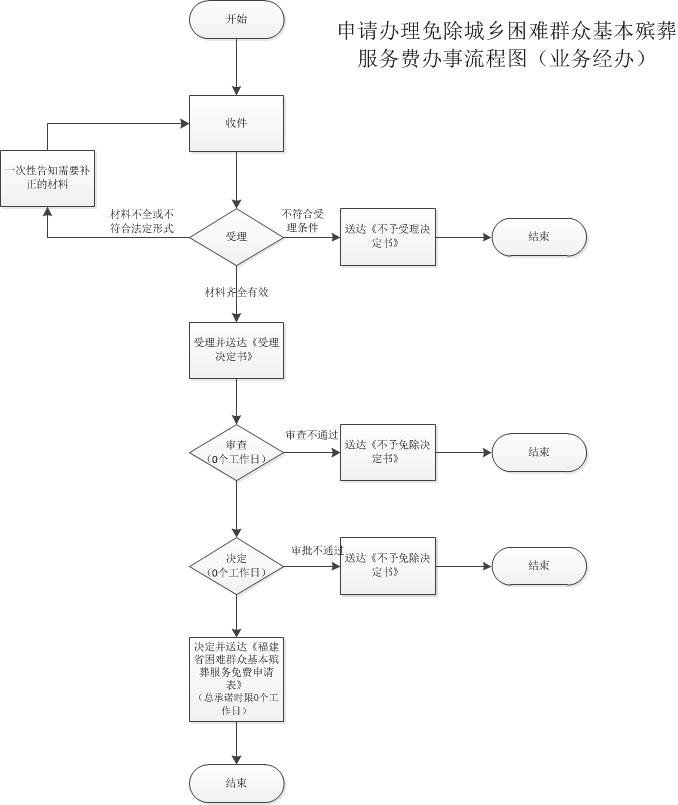 开始
申请办理免除城乡困难群众基本殡葬
服务费办事流程图（业务经办）
收件
一次性告知需要补
正的材料
材料不全或不
符合法定形式
受理
不符合受
理条件
送达《不予受理决
定书》
结束
材料齐全有效
受理并送达《受理
决定书》
审查
（0个工作日）
审查不通过
送达《不予免除决
定书》
结束
决定
（0个工作日）
审批不通过
送达《不予免除决
定书》
结束
决定并送达《福建
省困难群众基本殡
葬服务免费申请
表》
（总承诺时限0个工
作日）
结束